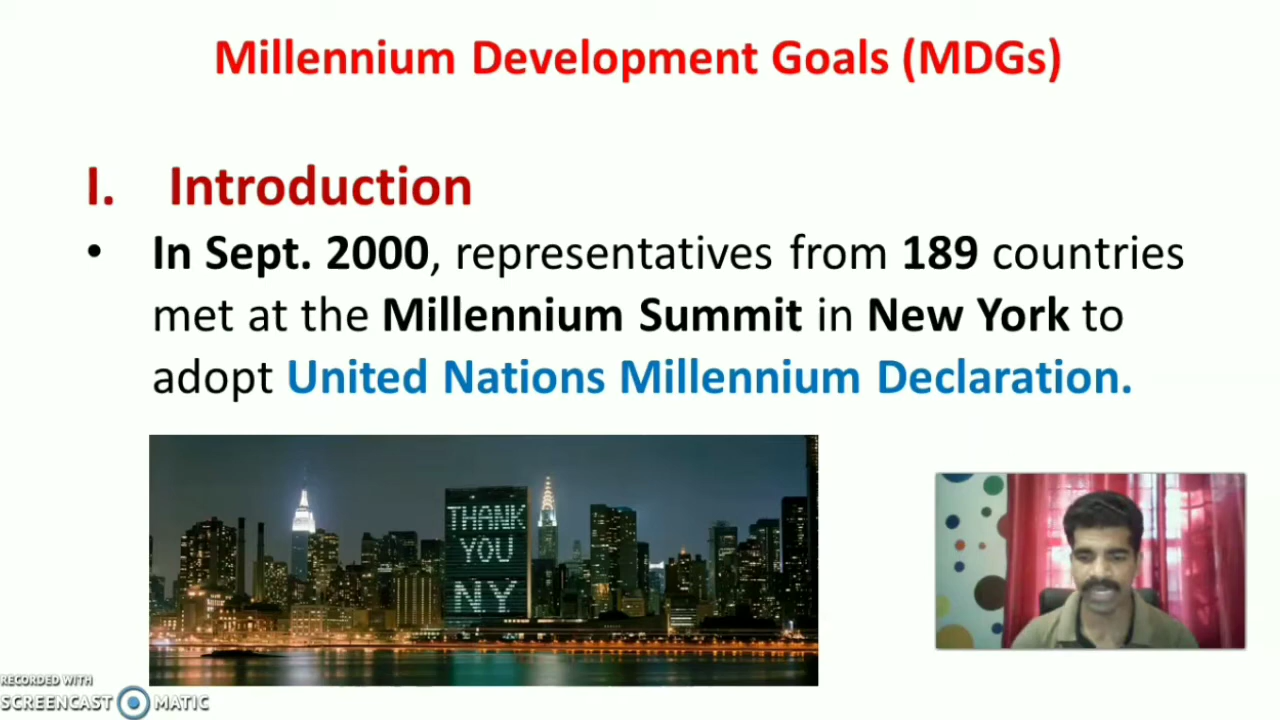 Millennium Development Goals (MDGs)
I. Introduction
• In Sept. 2000, representatives from 189 countries
met at the Millennium Summit in New York to
adopt United Nations Millennium Declaration.
THANK
YOU
NY
RECORDED WITH
SCREENCAST MATIC